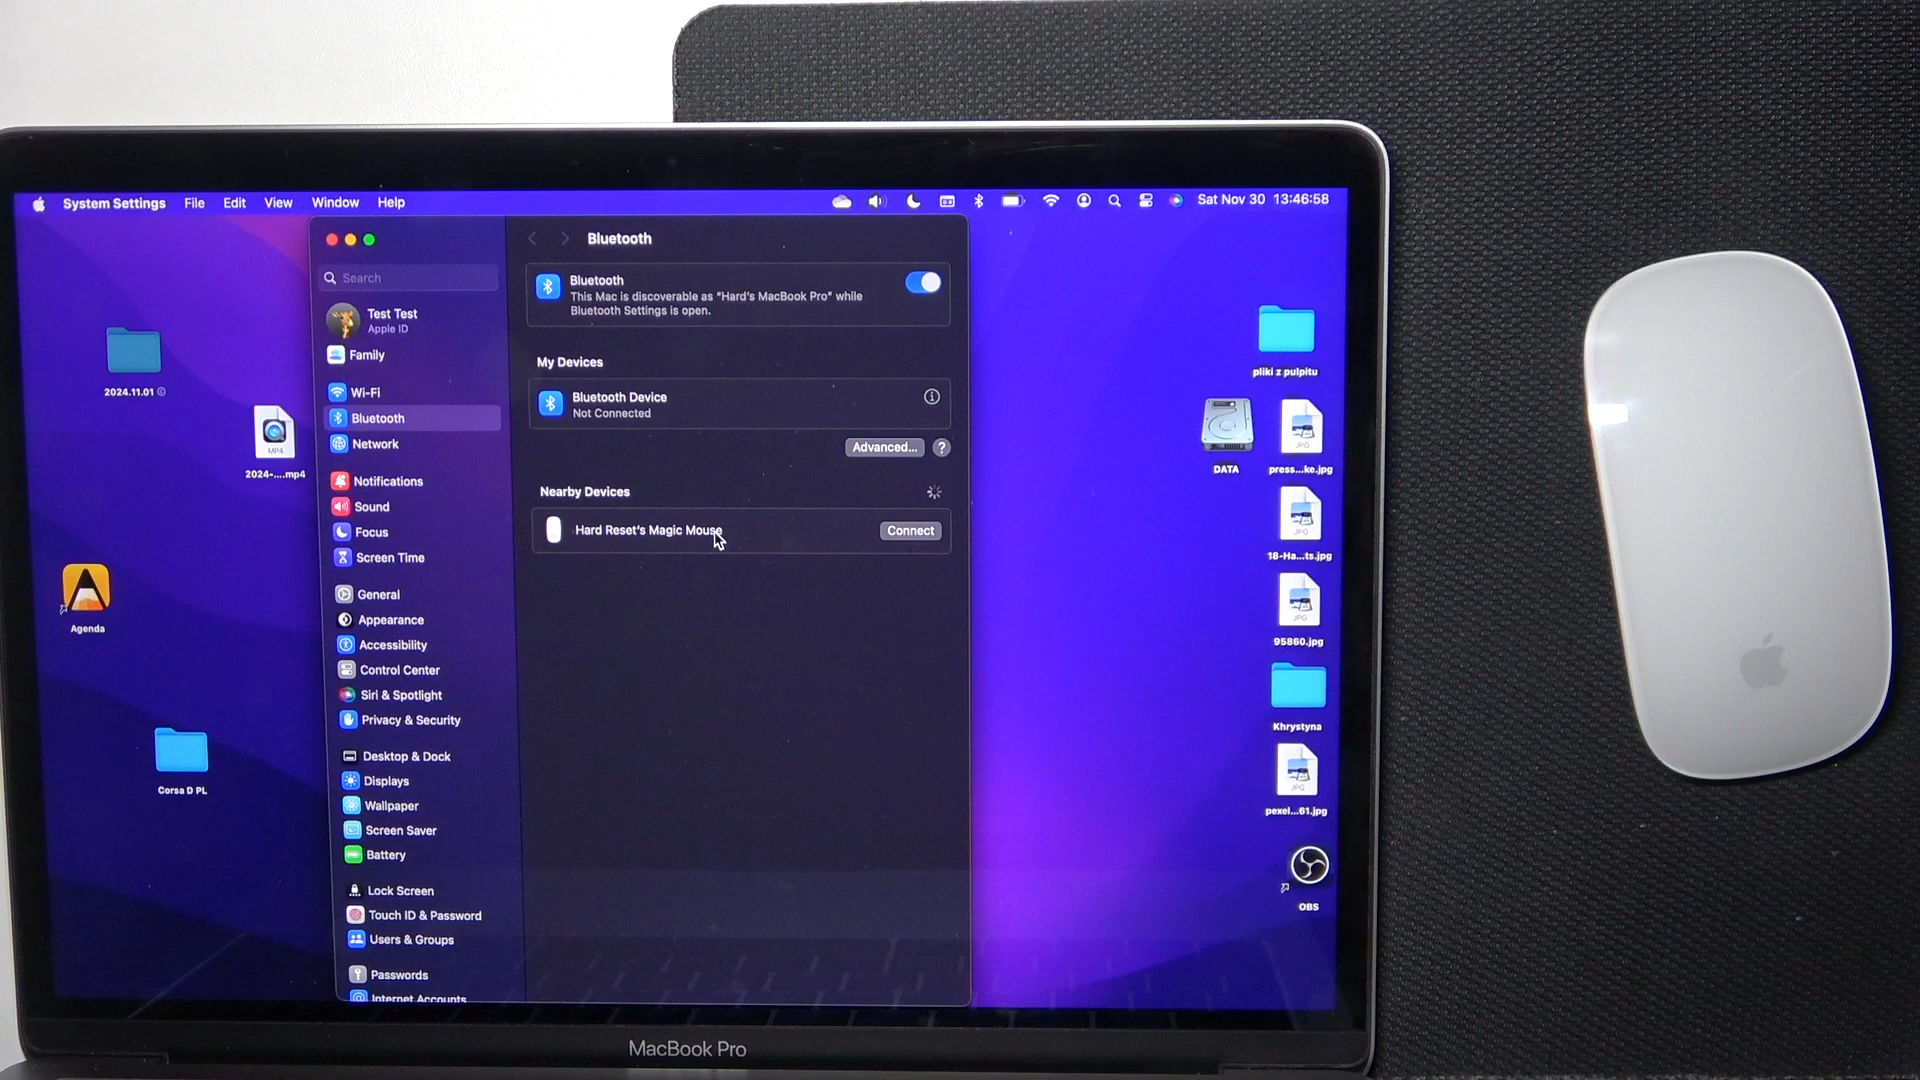 System Settings File Edit View Window Help
Sat Nov 30 13:46:58
Search
Test Test
Apple ID
Family
Wi-Fi
Bluetooth
Network
Notifications
Sound
Focus
Screen Time
General
Appearance
Accessibility
Control Center
Siri & Spotlight
Privacy & Security
Desktop & Dock
Displays
Wallpaper
Screen Saver
Battery
Lock Screen
Touch ID & Password
Users & Groups
Passwords
Internet Accounts
Bluetooth
Bluetooth
This Mac is discoverable as "Hard's MacBook Pro" while
Bluetooth Settings is open.
My Devices
Bluetooth Device
Not Connected
Advanced...
?
Nearby Devices
Hard Reset's Magic Mouse
Connect
2024.11.01
MP4
2024-....mp4
Agenda
Corsa D PL
pliki z pulpitu
DATA
JPG
press...ke.jpg
JPG
18-Ha...ts.jpg
JPG
95860.jpg
Khrystyna
JPG
pexel...61.jpg
OBS
MacBook Pro